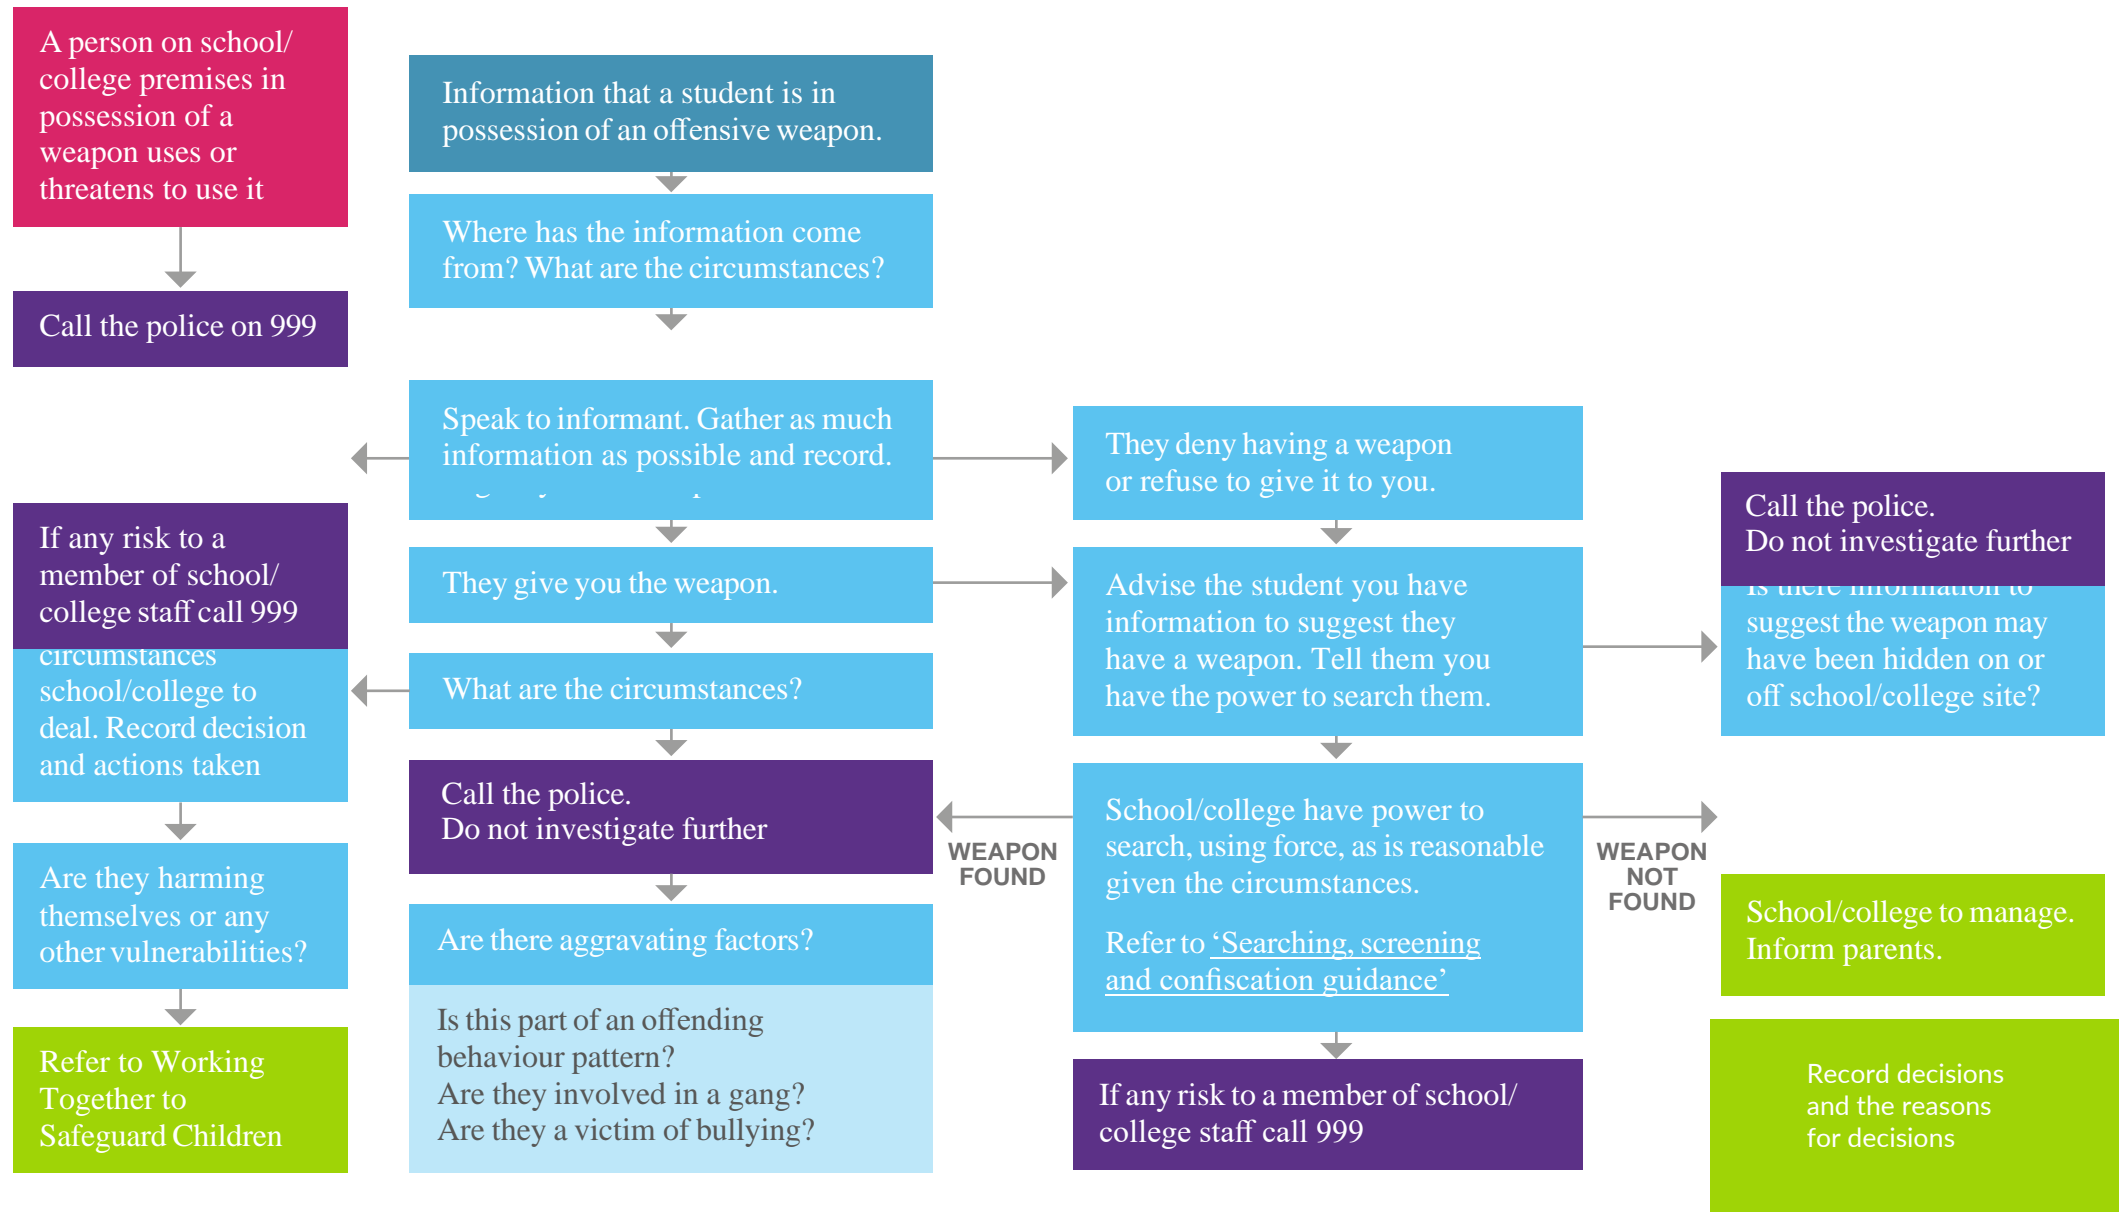 A person on school/
college premises in
possession of a
weapon uses or
threatens to use it
Call the police on 999
Information that a student is in
possession of an offensive weapon.
Where has the information come
from? What are the circumstances?
Speak to informant. Gather as much
information as possible and record.
They deny having a weapon
or refuse to give it to you.
Call the police.
Do not investigate further
Is there information to
suggest the weapon may
have been hidden on or
off school/college site?
If any risk to a
member of school/
college staff call 999
circumstances
school/college to
deal. Record decision
and actions taken
They give you the weapon.
Advise the student you have
information to suggest they
have a weapon. Tell them you
have the power to search them.
What are the circumstances?
Call the police.
Do not investigate further
WEAPON
FOUND
School/college have power to
search, using force, as is reasonable
given the circumstances.
Refer to ‘Searching, screening
and confiscation guidance’
WEAPON
NOT
FOUND
Are they harming
themselves or any
other vulnerabilities?
Are there aggravating factors?
Is this part of an offending
behaviour pattern?
Are they involved in a gang?
Are they a victim of bullying?
School/college to manage.
Inform parents.
Refer to Working
Together to
Safeguard Children
If any risk to a member of school/
college staff call 999
Record decisions
and the reasons
for decisions